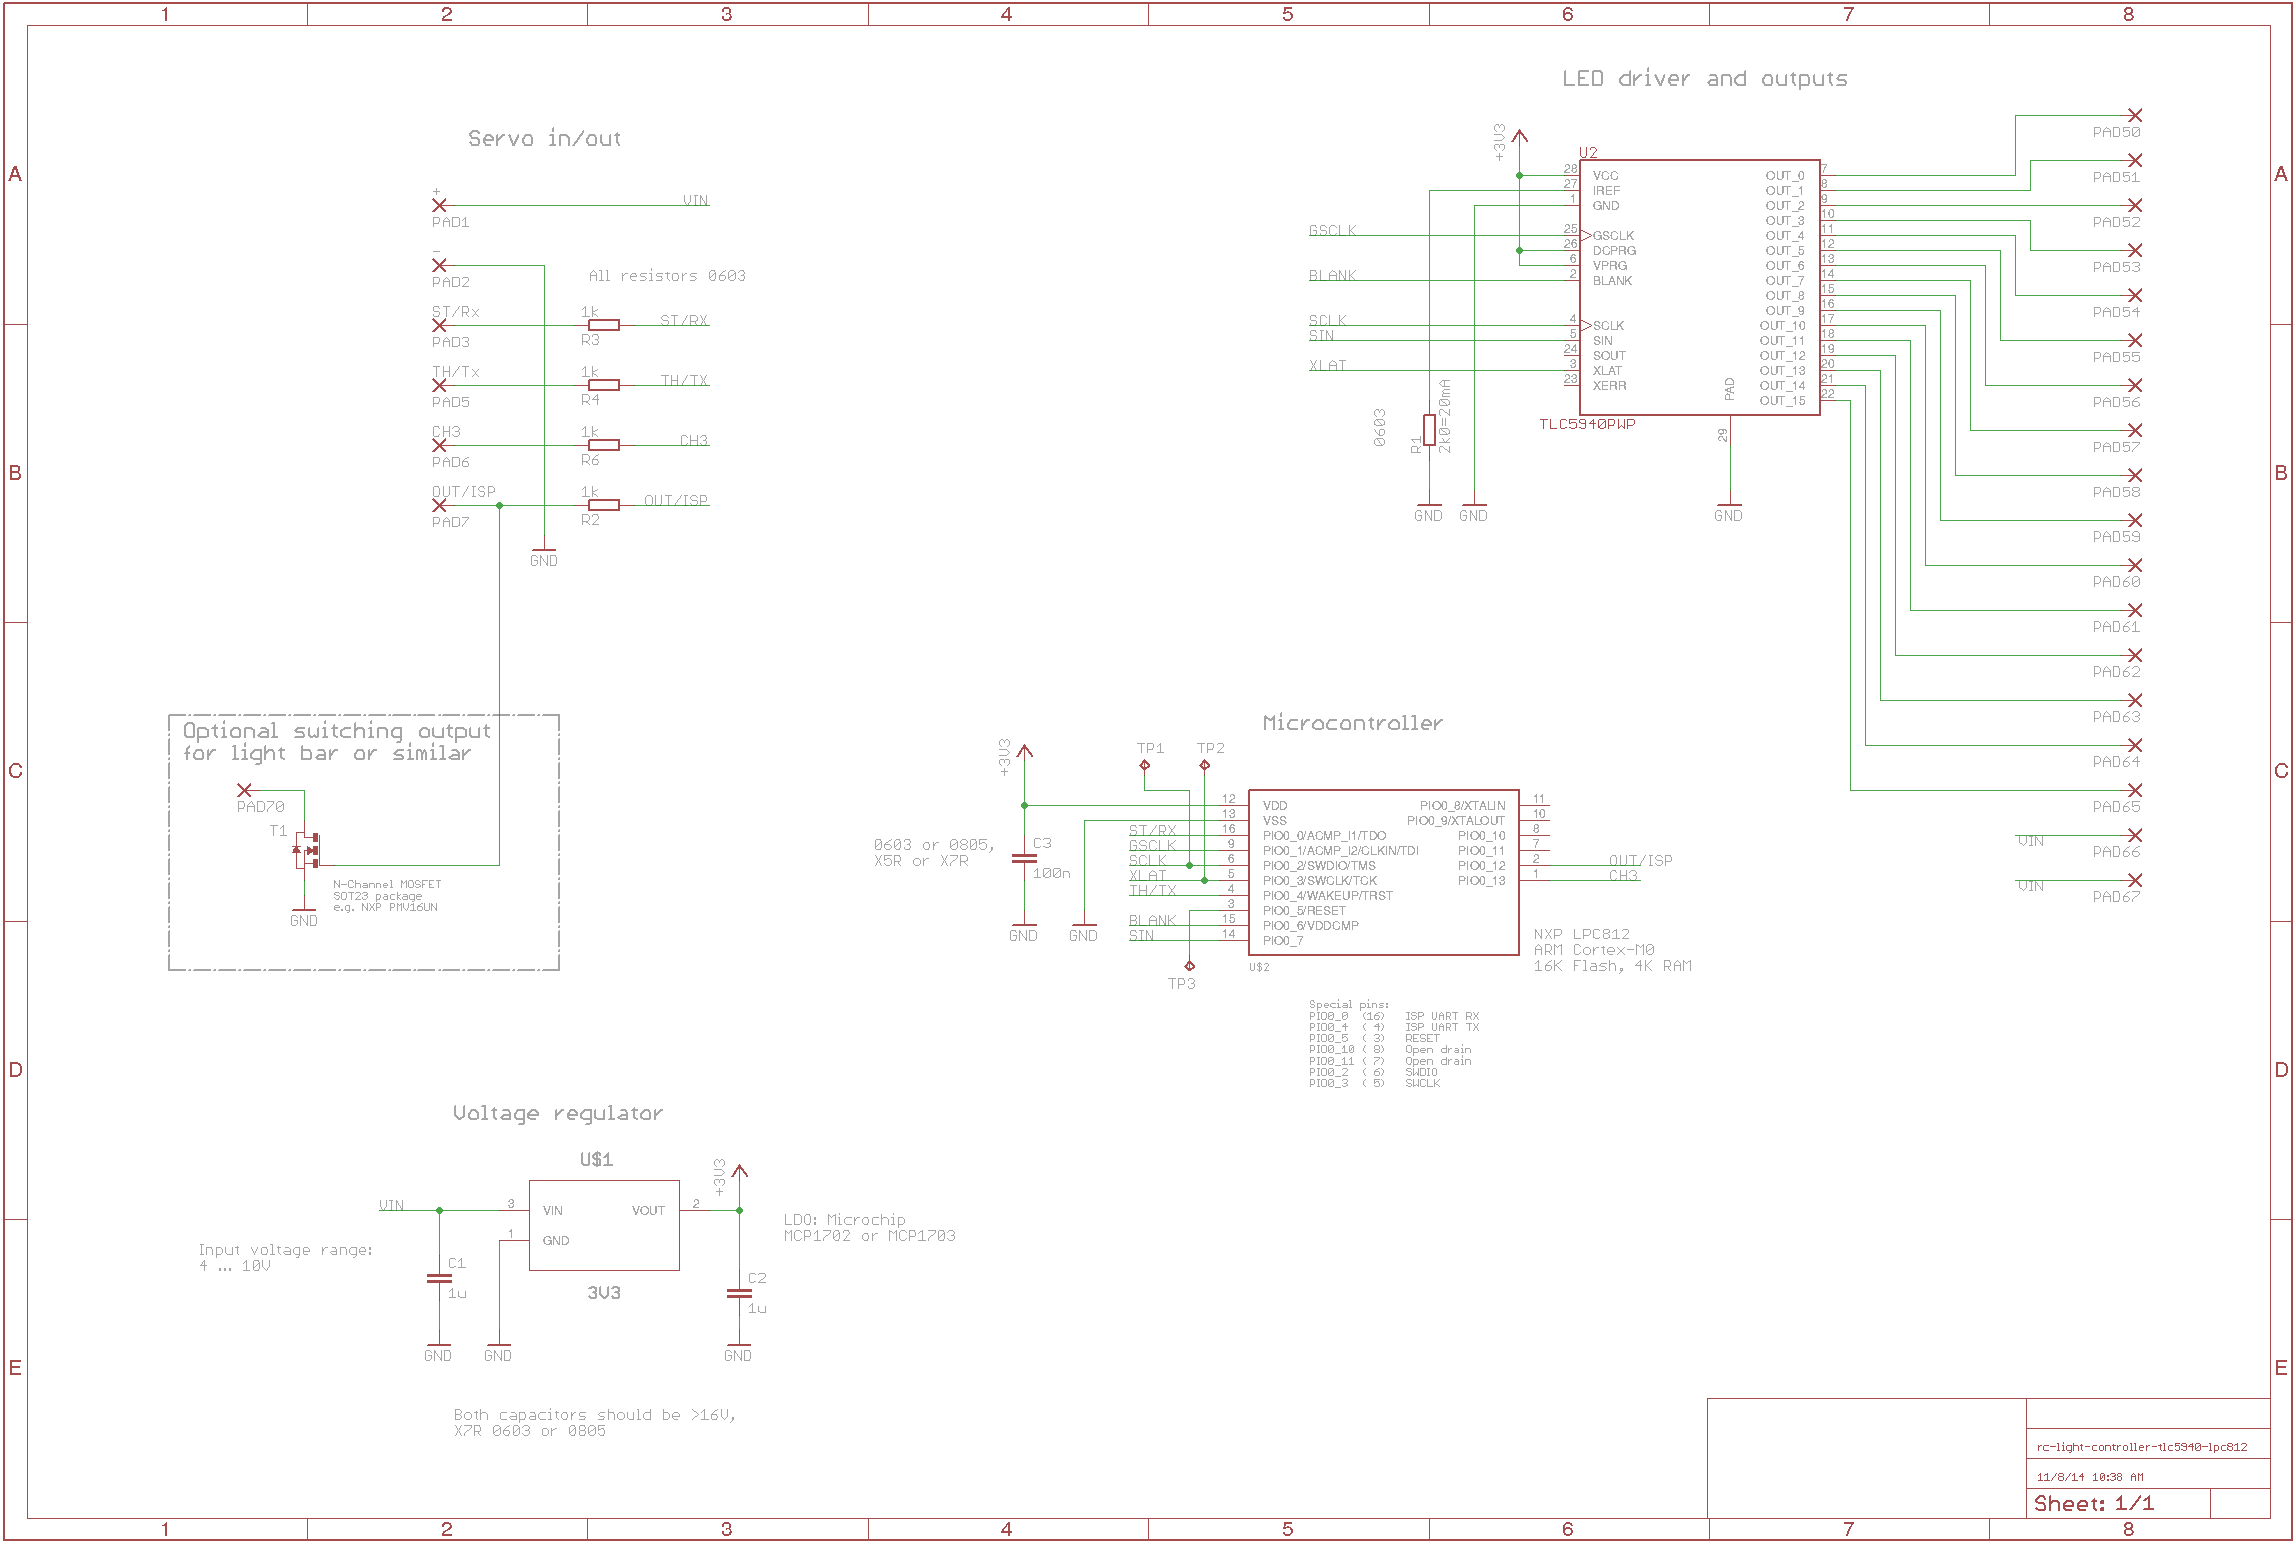 1 2 3 4 5 6 7 8
A A
B B
C C
D D
E E
Servo in/out
+
PAD1
VIN
-
PAD2
All resistors 0603
ST/Rx
PAD3
1k
R3
ST/RX
TH/Tx
PAD5
1k
R4
TH/TX
CH3
PAD6
1k
R6
CH3
OUT/ISP
PAD7
1k
R2
OUT/ISP
GND
Optional switching output
for light bar or similar
PAD70
T1
N-Channel MOSFET
SOT23 package
e.g. NXP PMV16UN
GND
Voltage regulator
U$1
VIN
3 VIN
1 GND
VOUT 2
3V3
+3V3
Input voltage range:
4 ... 10V
C1
1u
C2
1u
GND
GND
GND
LDO: Microchip
MCP1702 or MCP1703
Both capacitors should be >16V,
X7R 0603 or 0805
LED driver and outputs
+3V3
U2
28 VCC
27 IREF
1 GND
25 GSCLK
26 DCPRG
6 VPRG
2 BLANK
4 SCLK
5 SIN
24 SOUT
3 XLAT
23 XERR
GSCLK
BLANK
SCLK
SIN
XLAT
OUT_0 7
OUT_1 8
OUT_2 9
OUT_3 10
OUT_4 11
OUT_5 12
OUT_6 13
OUT_7 14
OUT_8 15
OUT_9 16
OUT_10 17
OUT_11 18
OUT_12 19
OUT_13 20
OUT_14 21
OUT_15 22
PAD
29
TLC5940PWP
0603
R1
2k0=20mA
GND
GND
GND
PAD50
PAD51
PAD52
PAD53
PAD54
PAD55
PAD56
PAD57
PAD58
PAD59
PAD60
PAD61
PAD62
PAD63
PAD64
PAD65
VIN
PAD66
VIN
PAD67
Microcontroller
+3V3
TP1
TP2
0603 or 0805,
X5R or X7R
C3
100n
GND
GND
ST/RX
GSCLK
SCLK
XLAT
TH/TX
BLANK
SIN
TP3
12 VDD
13 VSS
16 PIO0_0/ACMP_I1/TDO
9 PIO0_1/ACMP_I2/CLKIN/TDI
6 PIO0_2/SWDIO/TMS
5 PIO0_3/SWCLK/TCK
4 PIO0_4/WAKEUP/TRST
3 PIO0_5/RESET
15 PIO0_6/VDDCMP
14 PIO0_7
PIO0_8/XTALIN 11
PIO0_9/XTALOUT 10
PIO0_10 8
PIO0_11 7
PIO0_12 2
PIO0_13 1
OUT/ISP
CH3
U$2
NXP LPC812
ARM Cortex-M0
16K Flash, 4K RAM
Special pins:
PIO0_0 (16) ISP UART RX
PIO0_4 ( 4) ISP UART TX
PIO0_5 ( 3) RESET
PIO0_10 ( 8) Open drain
PIO0_11 ( 7) Open drain
PIO0_2 ( 6) SWDIO
PIO0_3 ( 5) SWCLK
rc-light-controller-tlc5940-lpc812
11/8/14 10:38 AM
Sheet: 1/1
1 2 3 4 5 6 7 8